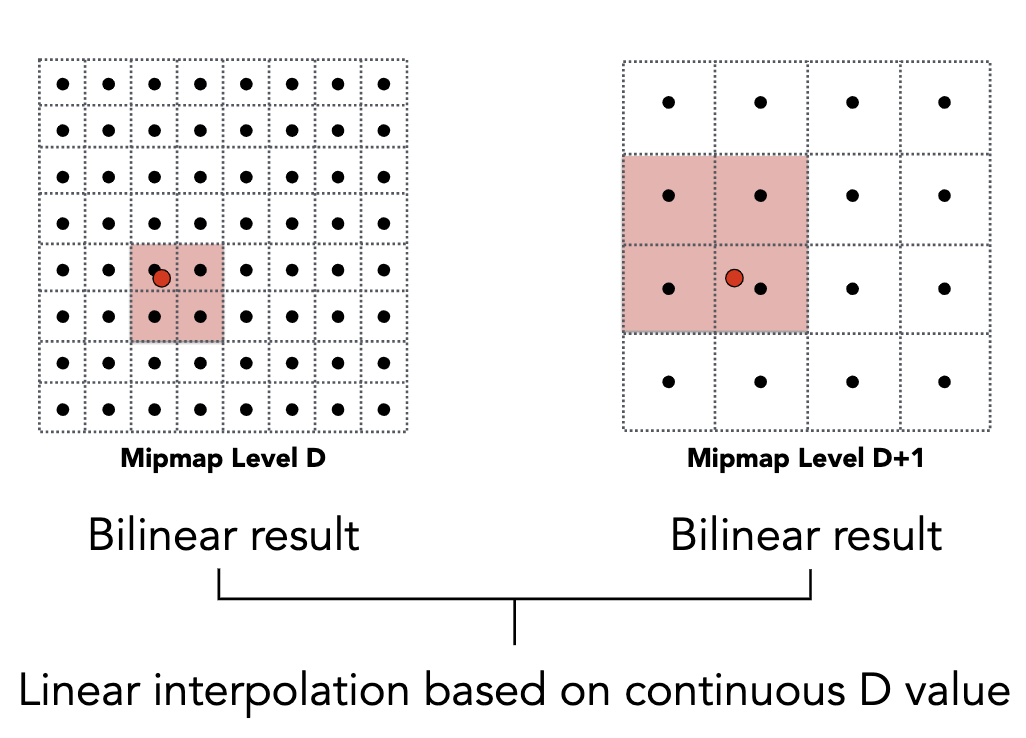 Mipmap Level D
Mipmap Level D+1
Bilinear result
Bilinear result
Linear interpolation based on continuous D value